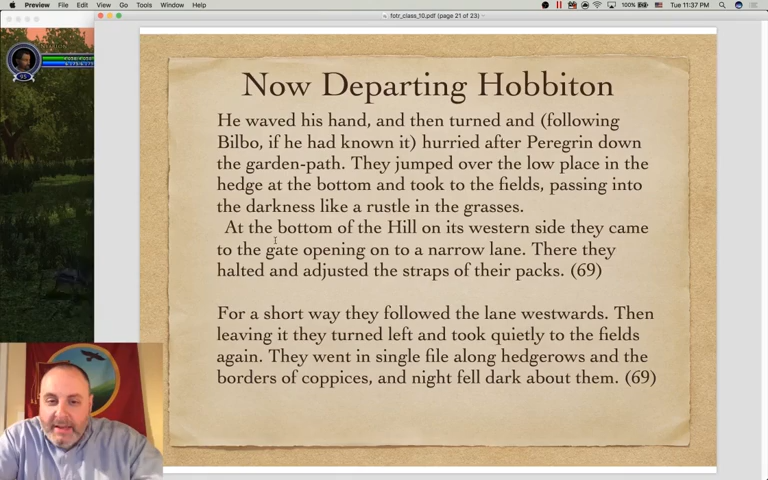 Preview File Edit View Go Tools Window Help
100% Tue 11:37 PM
fotr_class_10.pdf (page 21 of 23)
95
Now Departing Hobbiton
He waved his hand, and then turned and (following
Bilbo, if he had known it) hurried after Peregrin down
the garden-path. They jumped over the low place in the
hedge at the bottom and took to the fields, passing into
the darkness like a rustle in the grasses.
At the bottom of the Hill on its western side they came
to the gate opening on to a narrow lane. There they
halted and adjusted the straps of their packs. (69)
For a short way they followed the lane westwards. Then
leaving it they turned left and took quietly to the fields
again. They went in single file along hedgerows and the
borders of coppices, and night fell dark about them. (69)